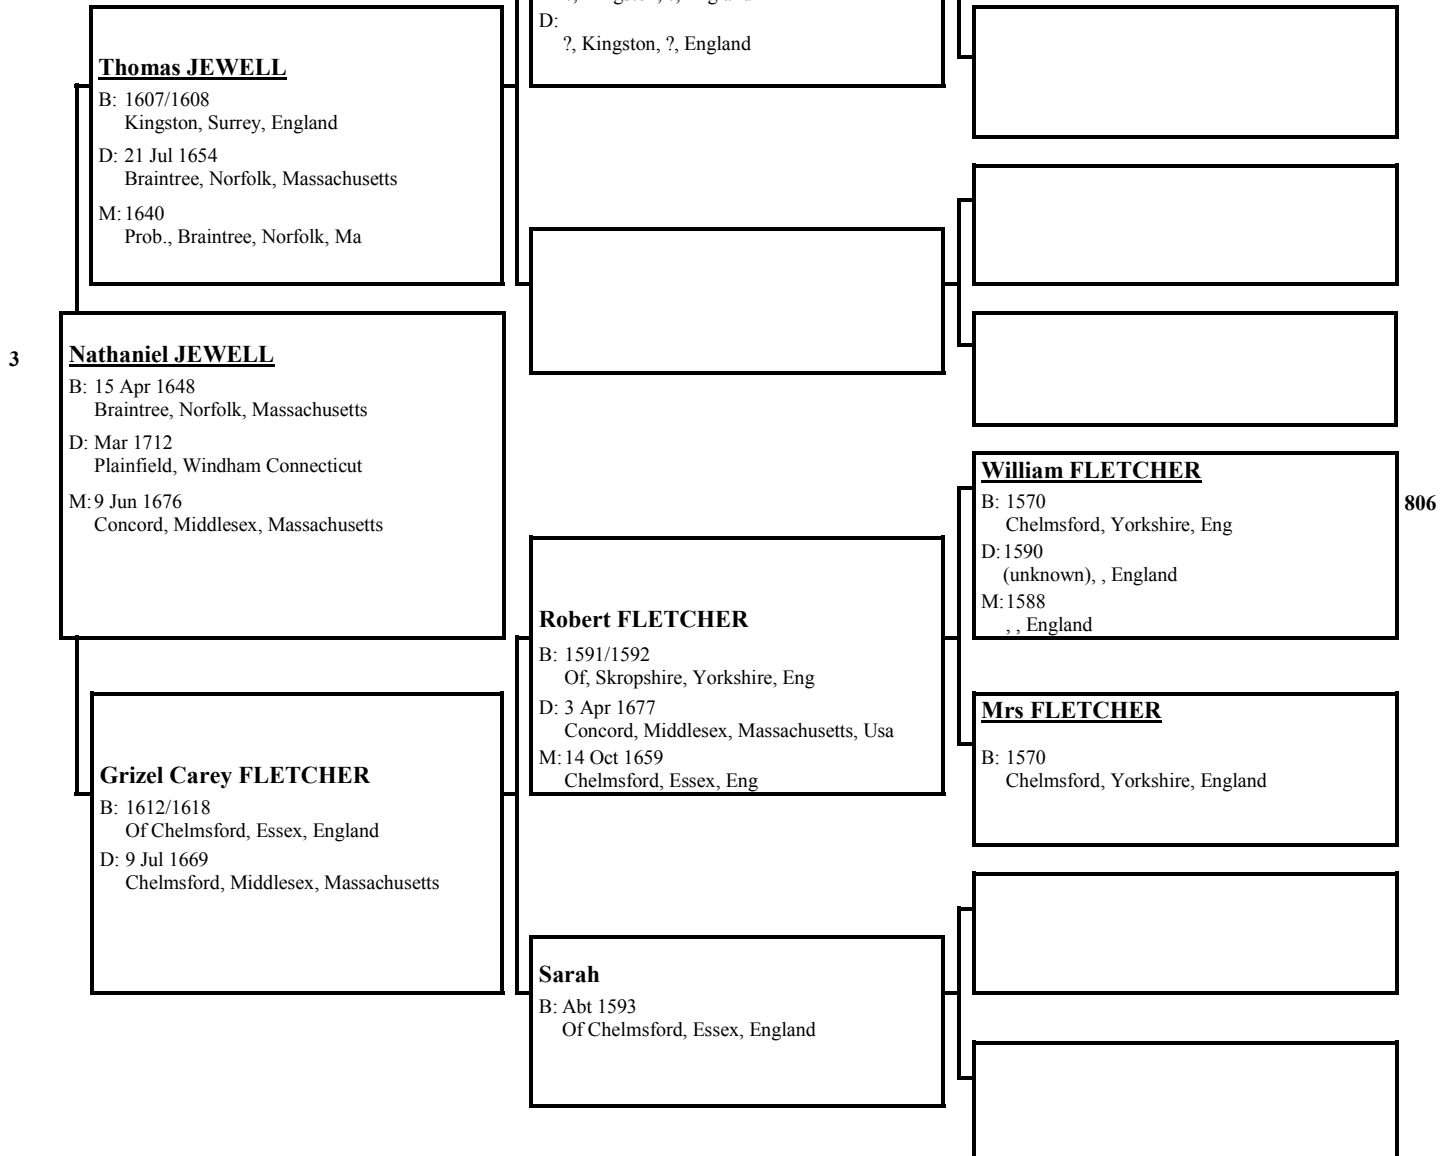 D:
?, Kingston, ?, England
Thomas JEWELL
B: 1607/1608
Kingston, Surrey, England
D: 21 Jul 1654
Braintree, Norfolk, Massachusetts
M: 1640
Prob., Braintree, Norfolk, Ma
3
Nathaniel JEWELL
B: 15 Apr 1648
Braintree, Norfolk, Massachusetts
D: Mar 1712
Plainfield, Windham Connecticut
M: 9 Jun 1676
Concord, Middlesex, Massachusetts
William FLETCHER
B: 1570
Chelmsford, Yorkshire, Eng
D: 1590
(unknown), , England
M: 1588
, , England
806
Robert FLETCHER
B: 1591/1592
Of, Skropshire, Yorkshire, Eng
D: 3 Apr 1677
Concord, Middlesex, Massachusetts, Usa
M: 14 Oct 1659
Chelmsford, Essex, Eng
Mrs FLETCHER
B: 1570
Chelmsford, Yorkshire, England
Grizel Carey FLETCHER
B: 1612/1618
Of Chelmsford, Essex, England
D: 9 Jul 1669
Chelmsford, Middlesex, Massachusetts
Sarah
B: Abt 1593
Of Chelmsford, Essex, England